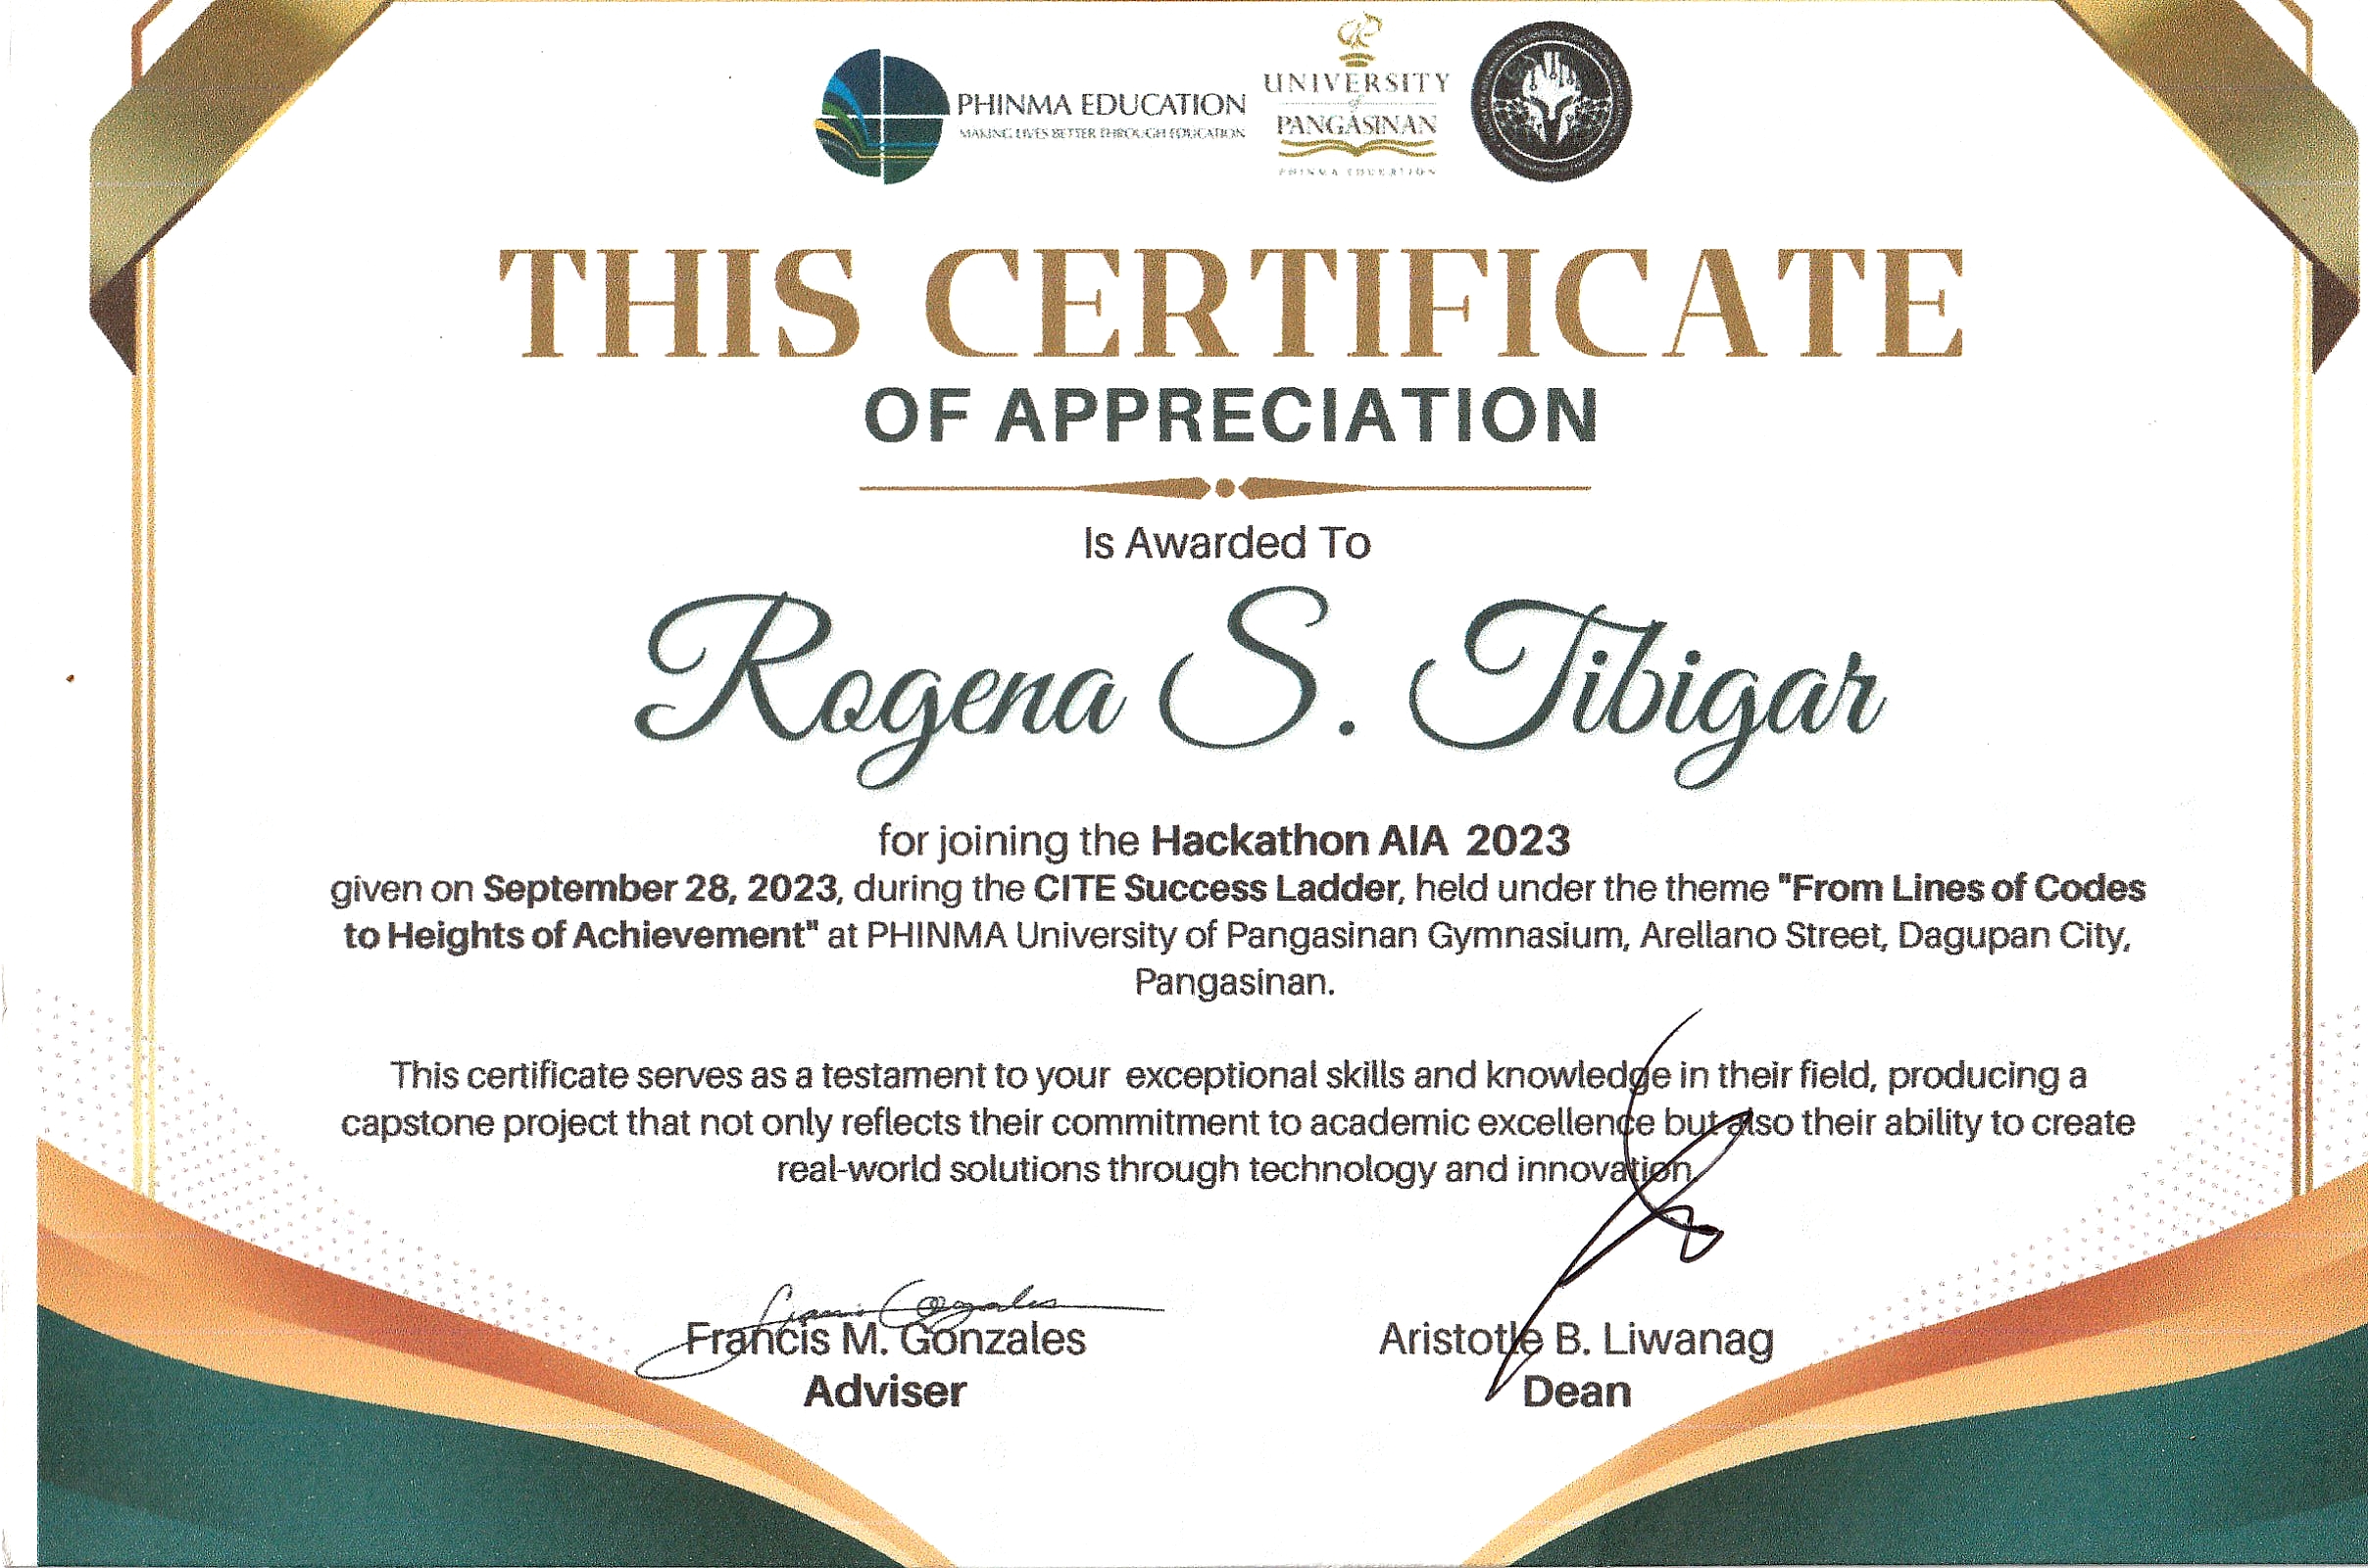 PHINMA EDUCATION
MAKING LIVES BETTER THROUGH EDUCATION
UNIVERSITY
of
PANGASINAN
PHINMA EDUCATION
THIS CERTIFICATE
OF APPRECIATION
Is Awarded To
Rogena S. Tibigar
for joining the Hackathon AIA 2023
given on September 28, 2023, during the CITE Success Ladder, held under the theme "From Lines of Codes
to Heights of Achievement" at PHINMA University of Pangasinan Gymnasium, Arellano Street, Dagupan City,
Pangasinan.
This certificate serves as a testament to your exceptional skills and knowledge in their field, producing a
capstone project that not only reflects their commitment to academic excellence but also their ability to create
real-world solutions through technology and innovation.
Francis M. Gonzales
Adviser
Aristotle B. Liwanag
Dean